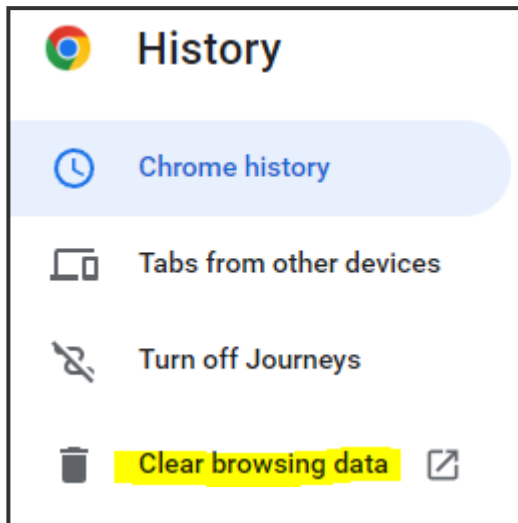 History
Chrome history
Tabs from other devices
Turn off Journeys
Clear browsing data